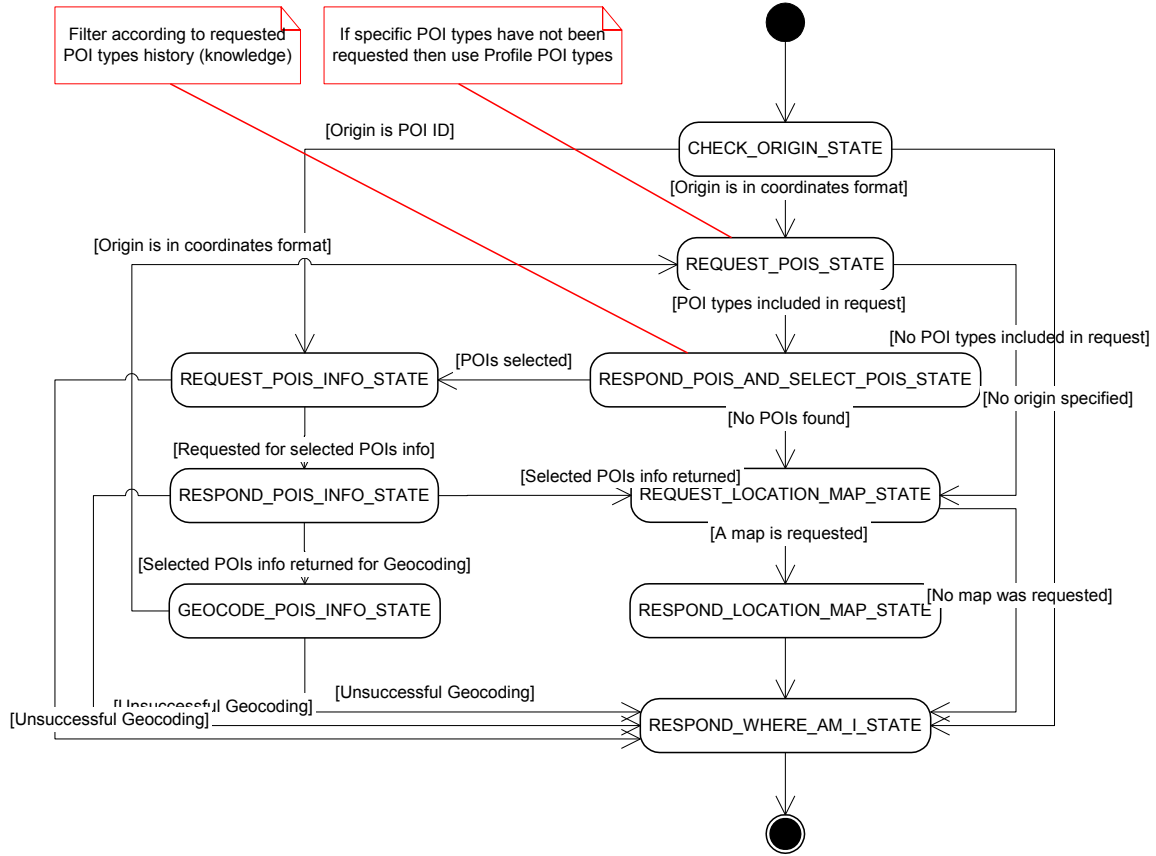 Filter according to requested
POI types history (knowledge)
If specific POI types have not been
requested then use Profile POI types
[Origin is POI ID]
CHECK_ORIGIN_STATE
[Origin is in coordinates format]
[Origin is in coordinates format]
REQUEST_POIS_STATE
[POI types included in request]
[No POI types included in request]
[POIs selected]
REQUEST_POIS_INFO_STATE
RESPOND_POIS_AND_SELECT_POIS_STATE
[No origin specified]
[No POIs found]
[Requested for selected POIs info]
[Selected POIs info returned]
RESPOND_POIS_INFO_STATE
REQUEST_LOCATION_MAP_STATE
[A map is requested]
[Selected POIs info returned for Geocoding]
GEOCODE_POIS_INFO_STATE
RESPOND_LOCATION_MAP_STATE
[No map was requested]
[Unsuccessful Geocoding]
[Unsuccessful Geocoding]
[Unsuccessful Geocoding]
RESPOND_WHERE_AM_I_STATE